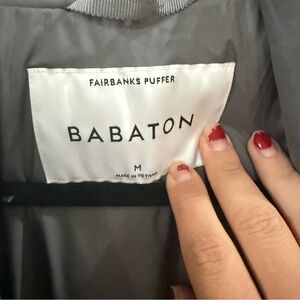 FAIRBANKS PUFFER
BABATON
M
MADE IN VIETNAM